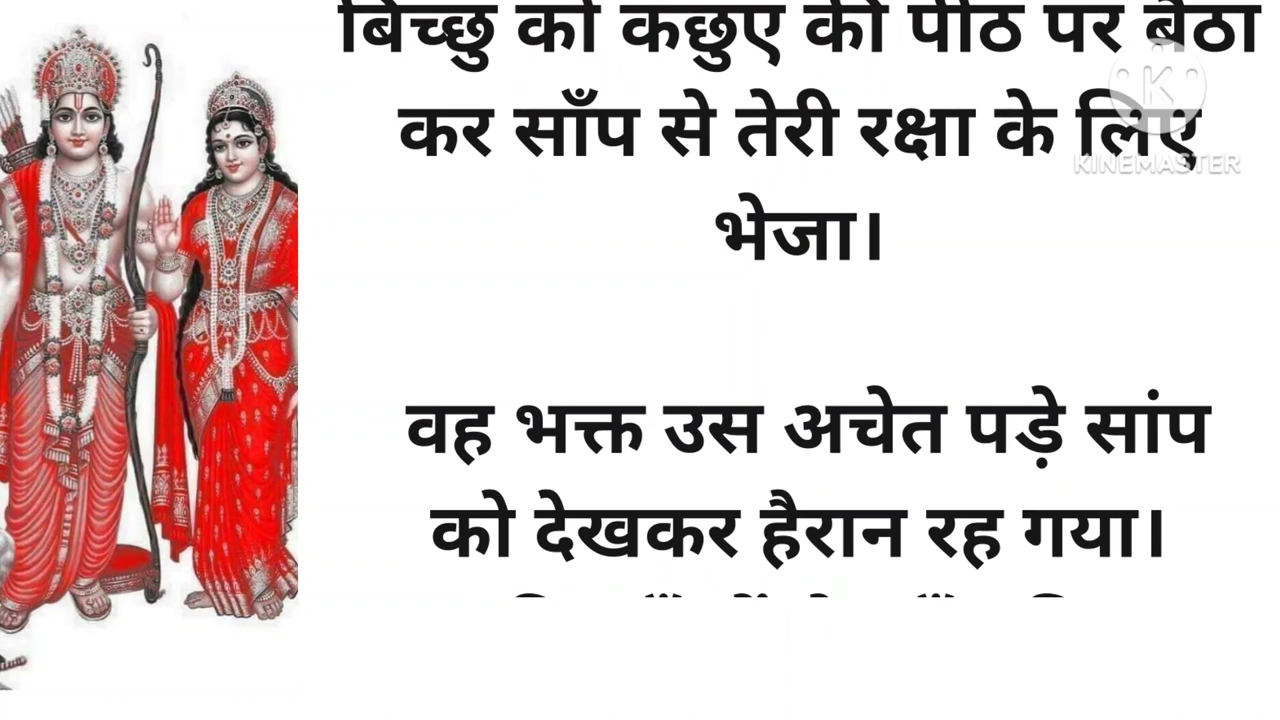 बिच्छु को कछुए की पीठ पर बैठा
कर साँप से तेरी रक्षा के लिए
भेजा।
वह भक्त उस अचेत पड़े सांप
को देखकर हैरान रह गया।
KINEMASTER